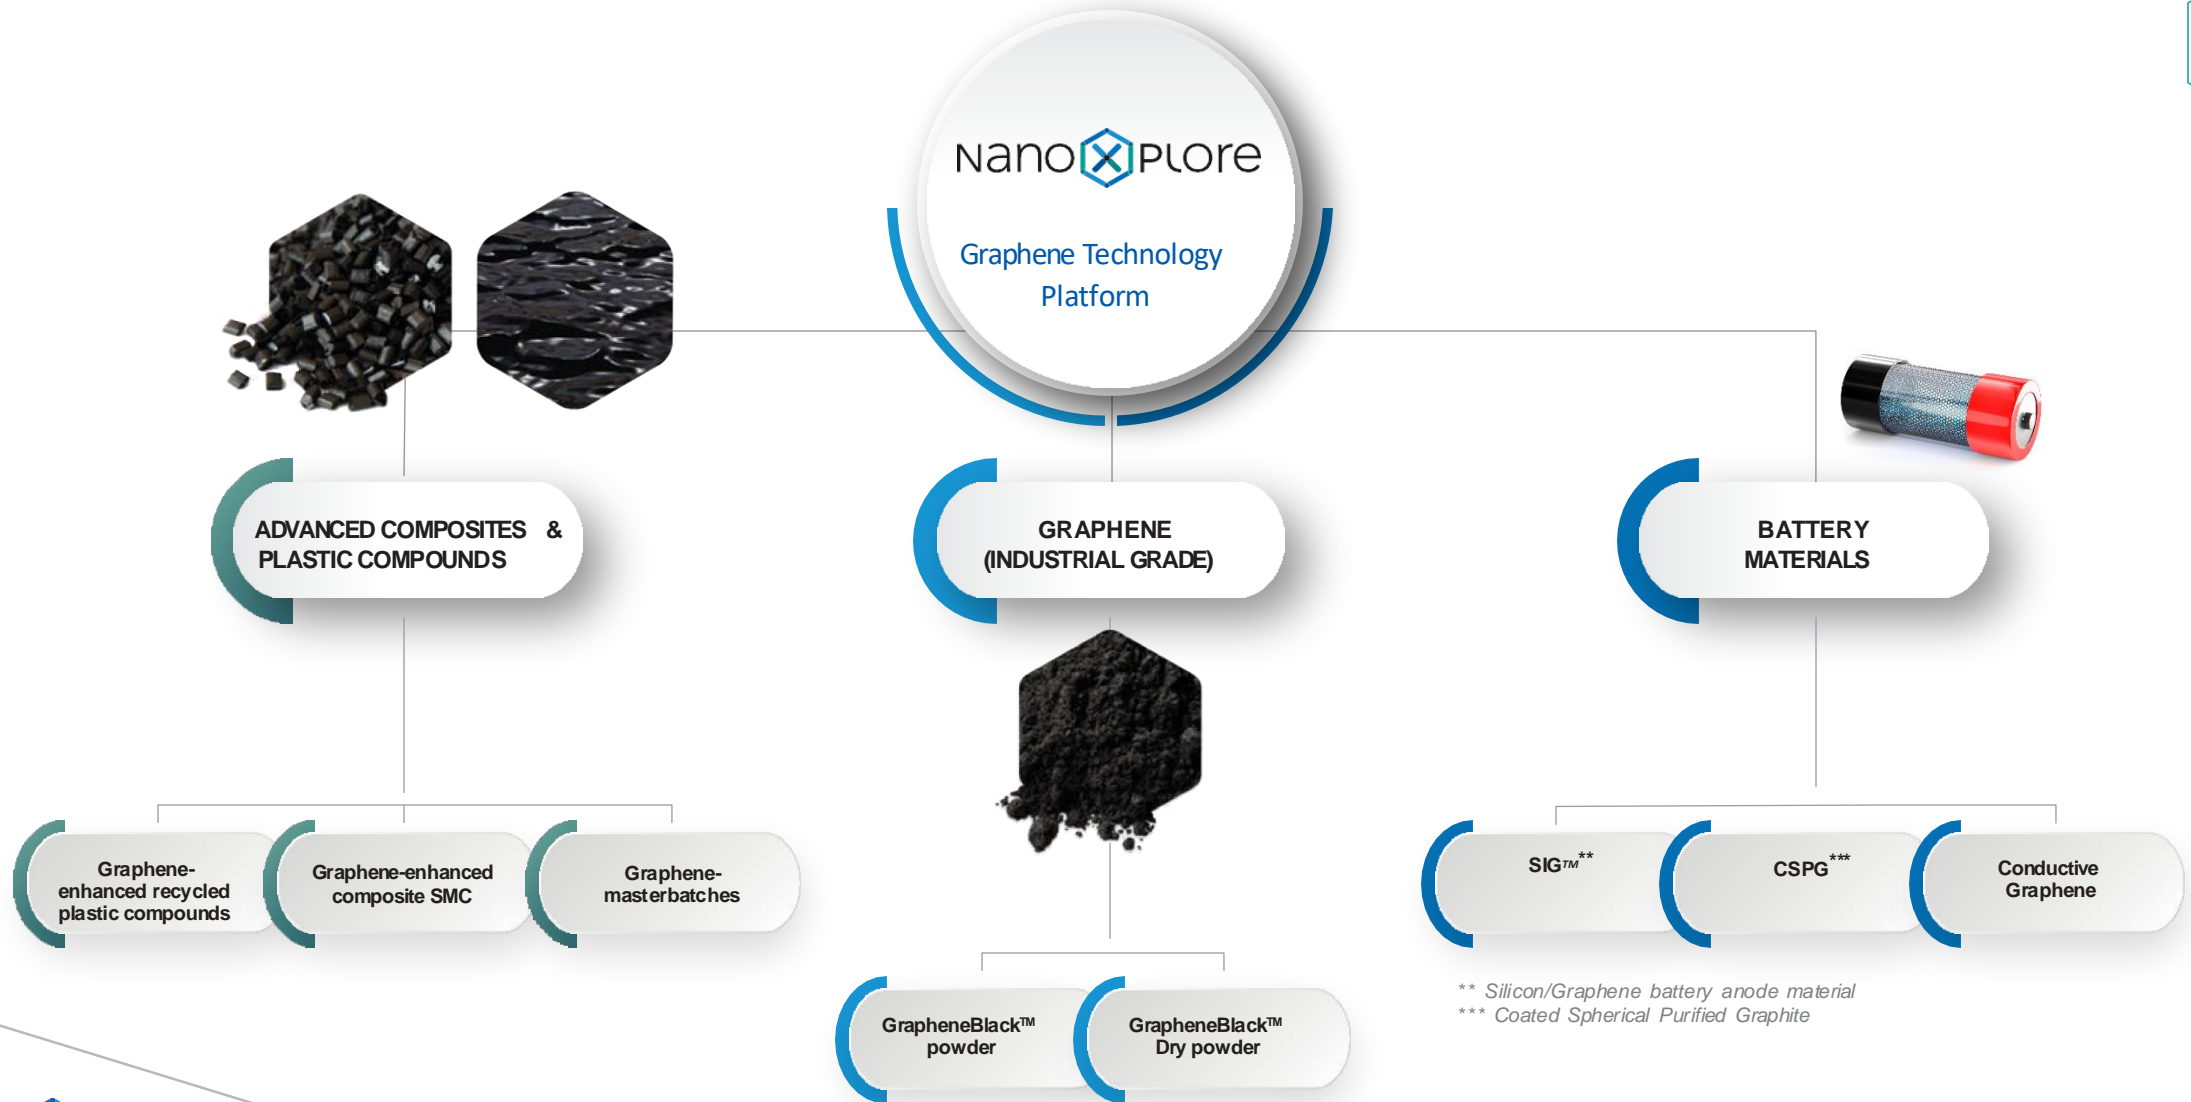 NanoXplore
Graphene Technology
Platform
ADVANCED COMPOSITES &
PLASTIC COMPOUNDS
GRAPHENE
(INDUSTRIAL GRADE)
BATTERY
MATERIALS
Graphene-
enhanced recycled
plastic compounds
Graphene-enhanced
composite SMC
Graphene-
masterbatches
GrapheneBlack™
powder
GrapheneBlack™
Dry powder
SIG™**
CSPG***
Conductive
Graphene
** Silicon/Graphene battery anode material
*** Coated Spherical Purified Graphite